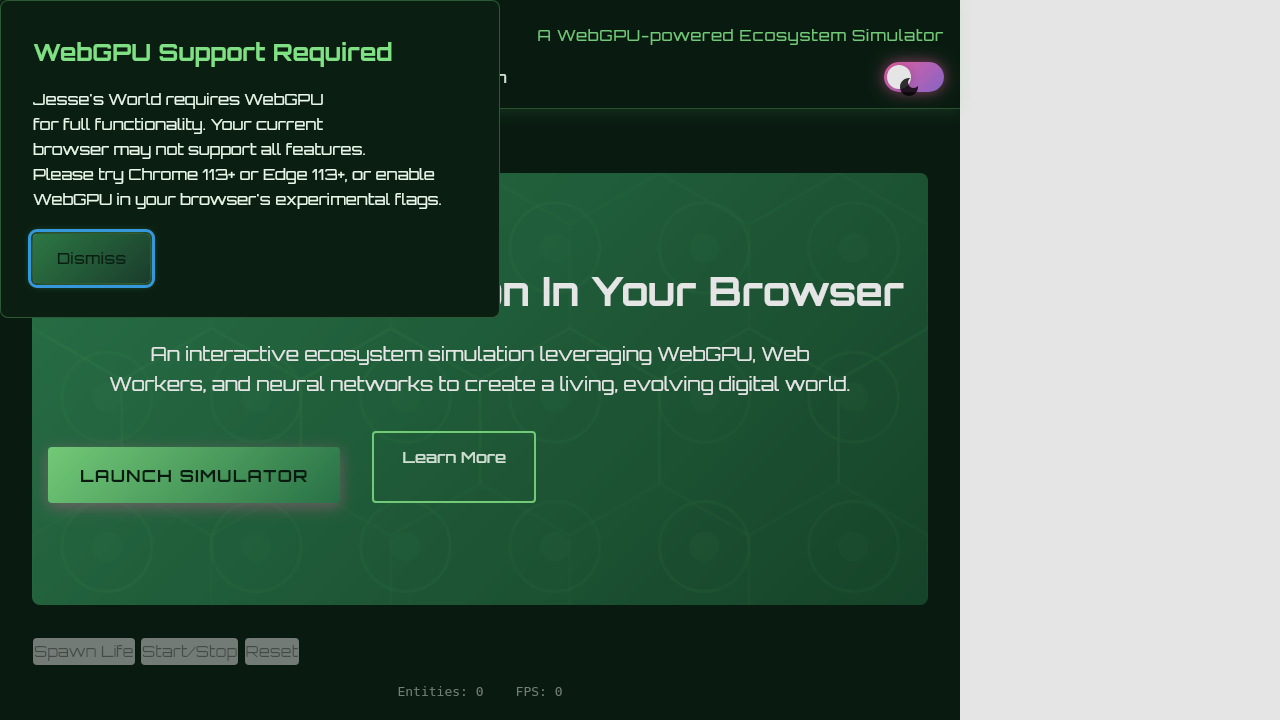 WebGPU Support Required
Jesse's World requires WebGPU
for full functionality. Your current
browser may not support all features.
Please try Chrome 113+ or Edge 113+, or enable
WebGPU in your browser's experimental flags.
Dismiss
A WebGPU-powered Ecosystem Simulator
In Your Browser
An interactive ecosystem simulation leveraging WebGPU, Web
Workers, and neural networks to create a living, evolving digital world.
LAUNCH SIMULATOR
Learn More
Spawn Life
Start/Stop
Reset
Entities: 0 FPS: 0